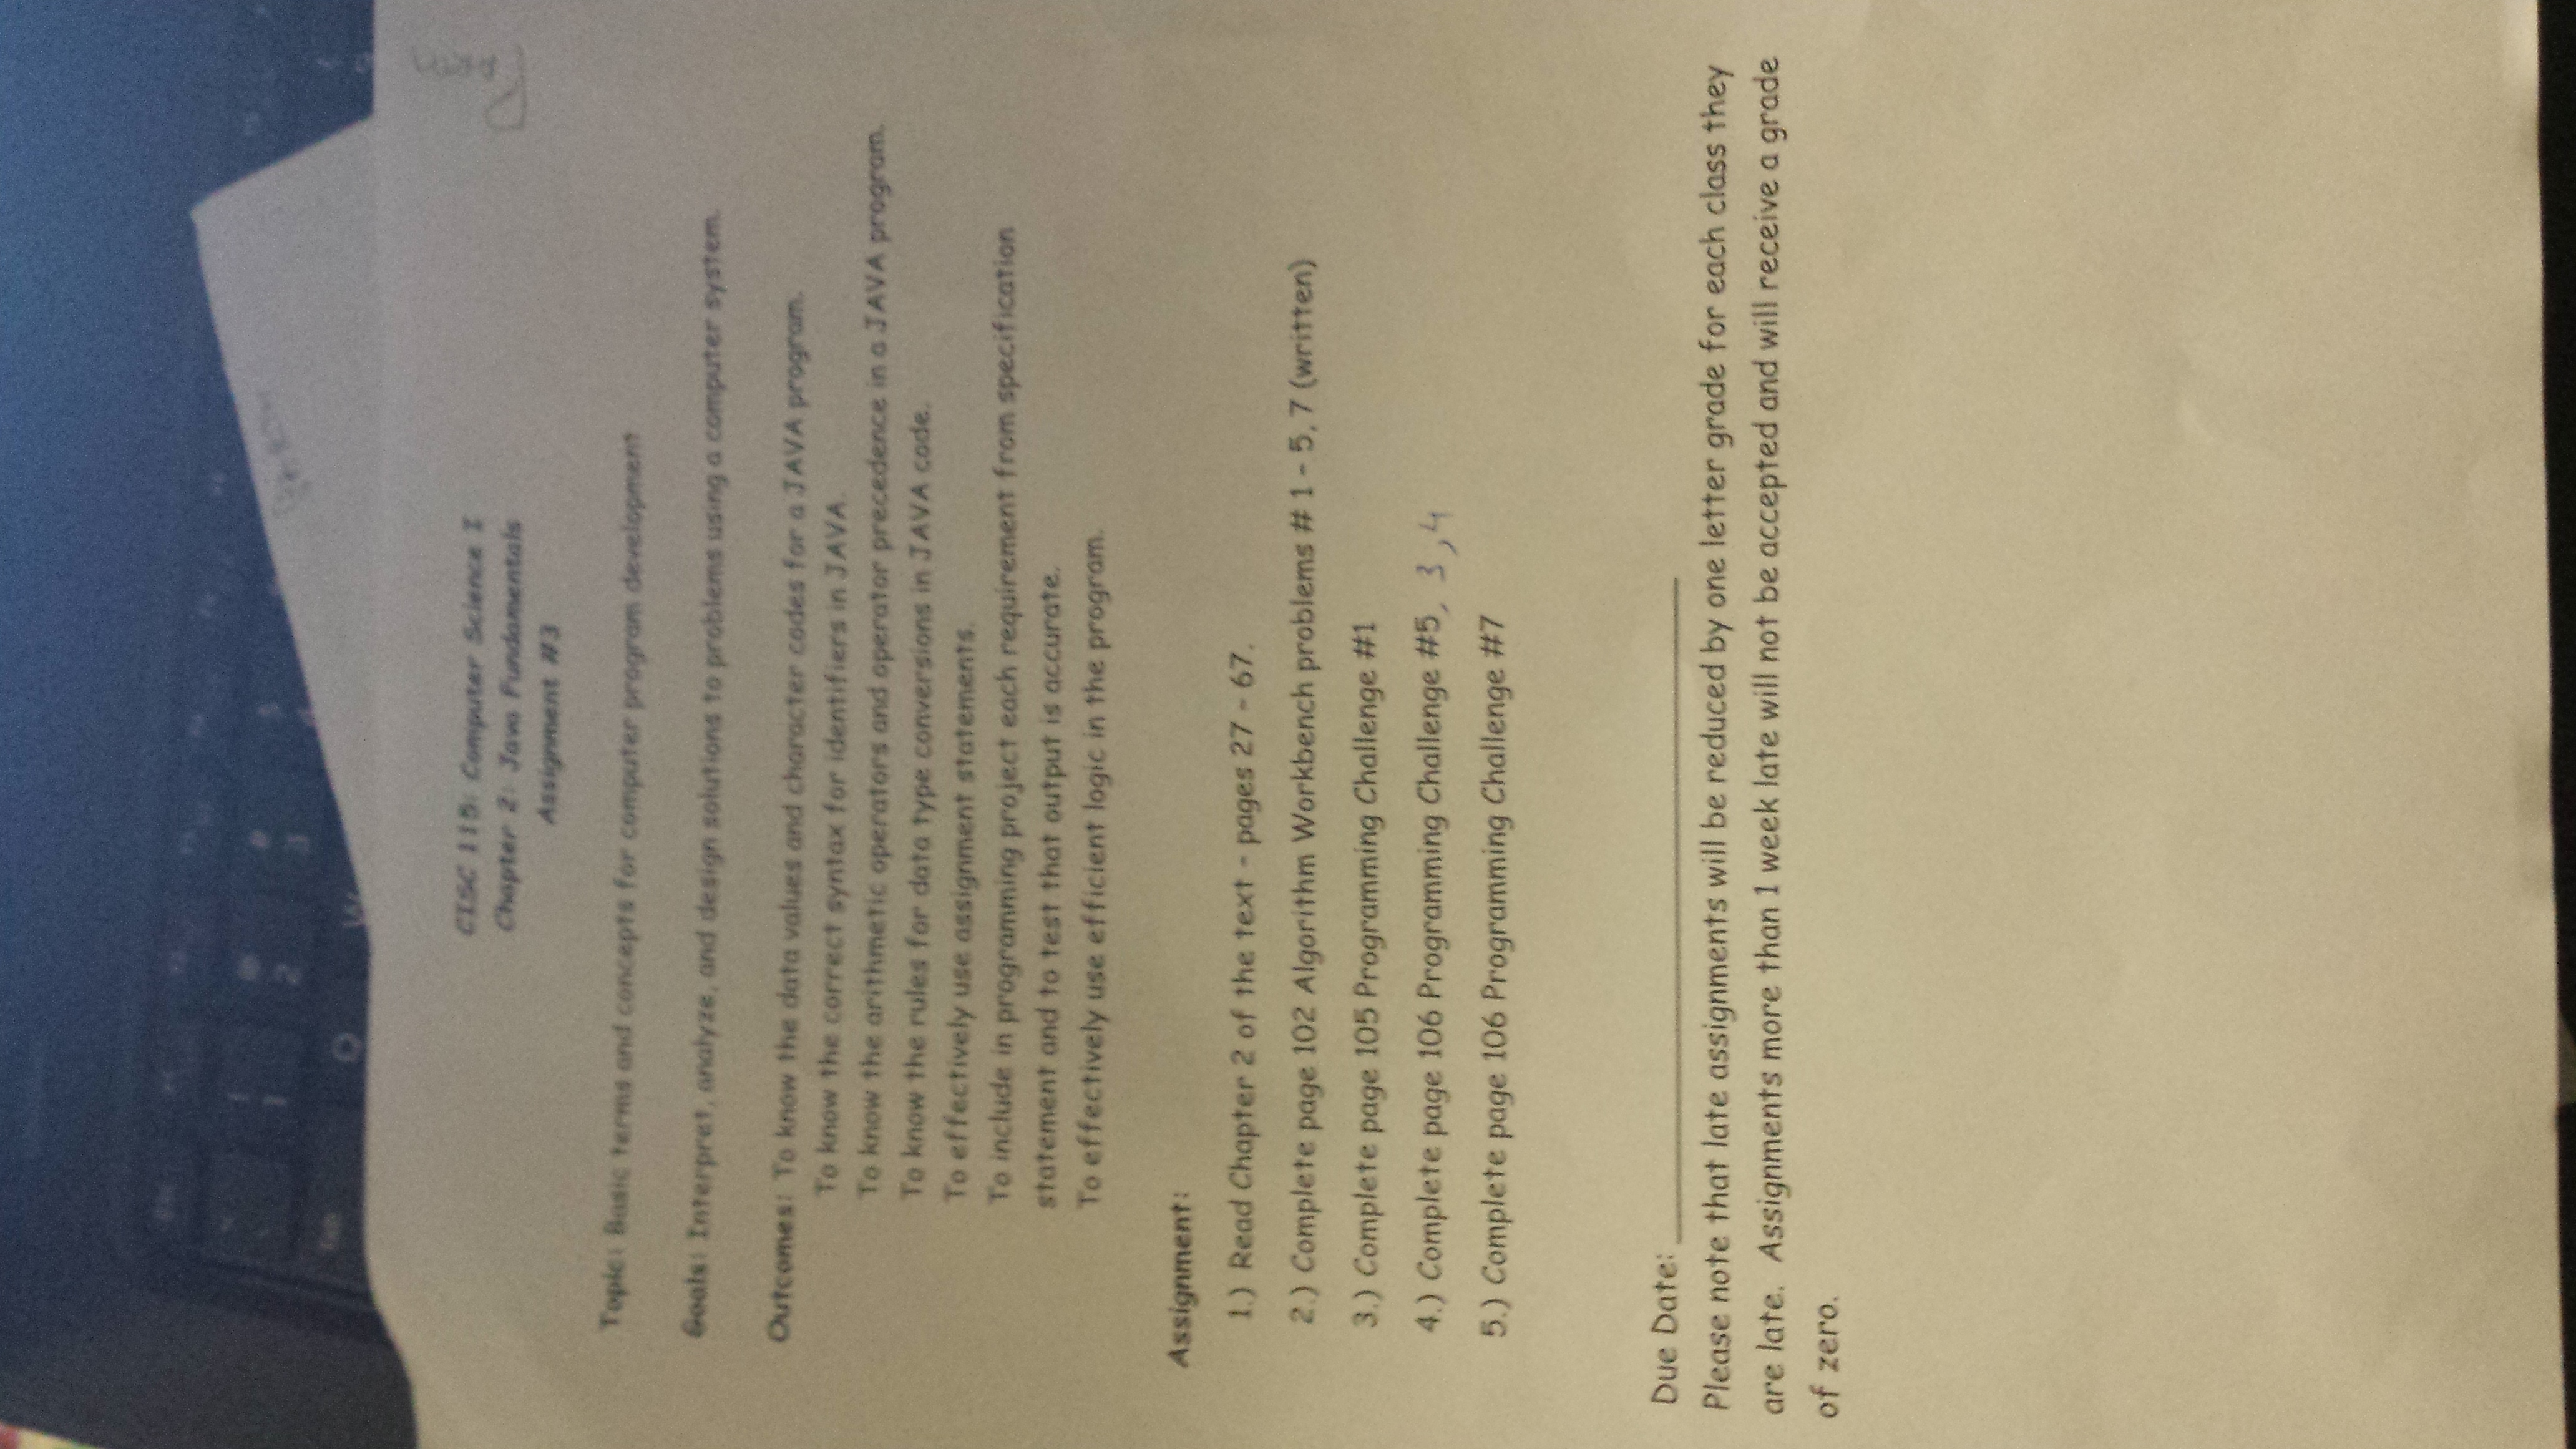 1 2 3
Tab Q W
CISC 115: Computer Science I
Chapter 2: Java Fundamentals
Assignment #3
Topic: Basic terms and concepts for computer program development
Goals: Interpret, analyze, and design solutions to problems using a computer system.
Outcomes: To know the data values and character codes for a JAVA program.
To know the correct syntax for identifiers in JAVA.
To know the arithmetic operators and operator precedence in a JAVA program.
To know the rules for data type conversions in JAVA code.
To effectively use assignment statements.
To include in programming project each requirement from specification
statement and to test that output is accurate.
To effectively use efficient logic in the program.
Assignment:
1.) Read Chapter 2 of the text - pages 27 - 67.
2.) Complete page 102 Algorithm Workbench problems # 1 - 5, 7 (written)
3.) Complete page 105 Programming Challenge #1
4.) Complete page 106 Programming Challenge #5, 3, 4
5.) Complete page 106 Programming Challenge #7
Due Date: ____________________
Please note that late assignments will be reduced by one letter grade for each class they
are late. Assignments more than 1 week late will not be accepted and will receive a grade
of zero.